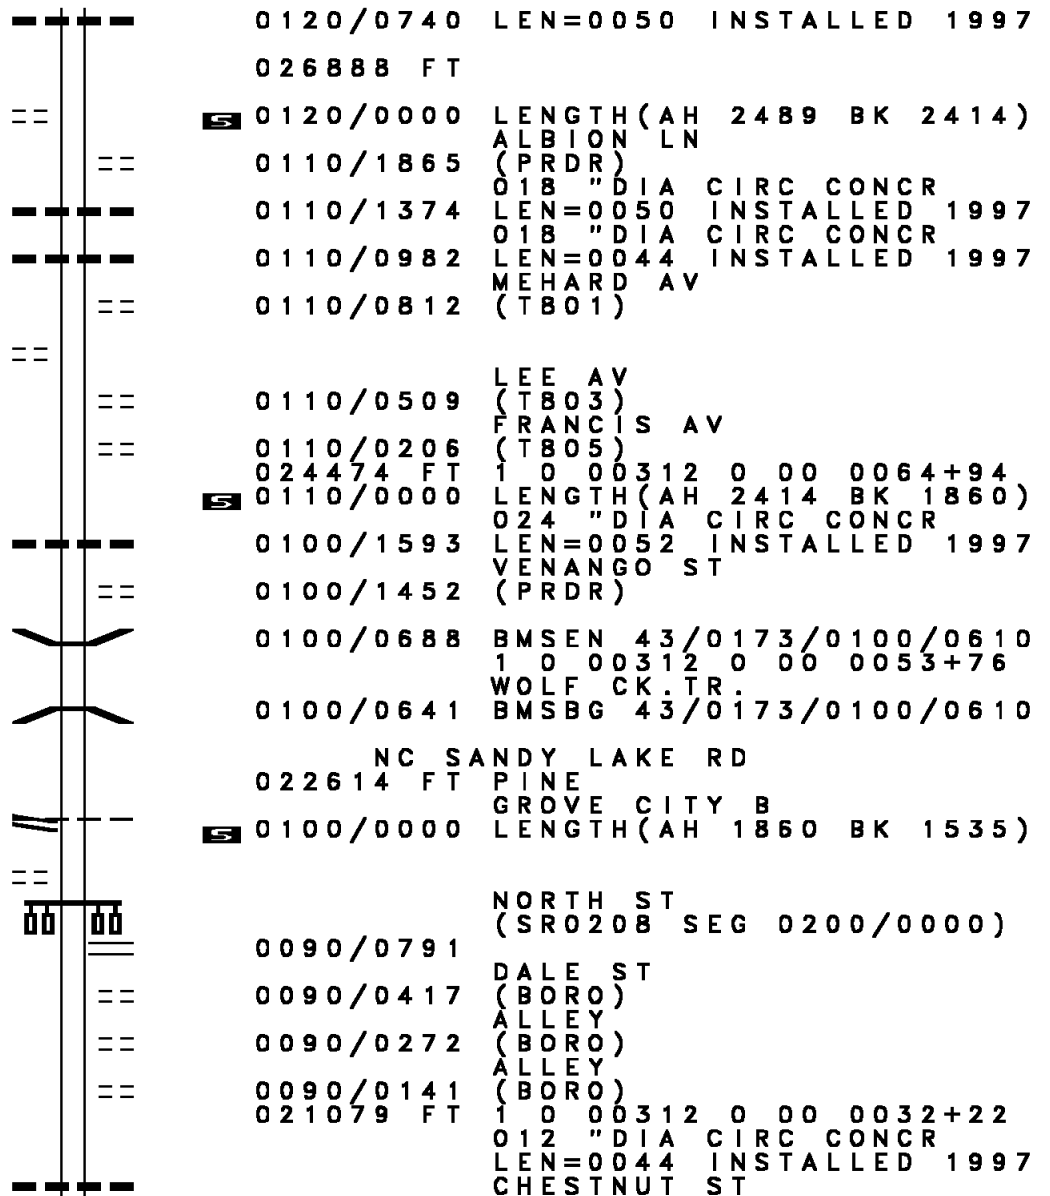 0120/0740 LEN=0050 INSTALLED 1997
026888 FT
S 0120/0000 LENGTH(AH 2489 BK 2414)
ALBION LN
0110/1865 (PRDR)
018 "DIA CIRC CONCR
0110/1374 LEN=0050 INSTALLED 1997
018 "DIA CIRC CONCR
0110/0982 LEN=0044 INSTALLED 1997
MEHARD AV
0110/0812 (T801)
LEE AV
0110/0509 (T803)
FRANCIS AV
0110/0206 (T805)
024474 FT 1 0 00312 0 00 0064+94
S 0110/0000 LENGTH(AH 2414 BK 1860)
024 "DIA CIRC CONCR
0100/1593 LEN=0052 INSTALLED 1997
VENANGO ST
0100/1452 (PRDR)
0100/0688 BMSEN 43/0173/0100/0610
1 0 00312 0 00 0053+76
WOLF CK.TR.
0100/0641 BMSBG 43/0173/0100/0610
NC SANDY LAKE RD
022614 FT PINE
GROVE CITY B
S 0100/0000 LENGTH(AH 1860 BK 1535)
NORTH ST
(SR0208 SEG 0200/0000)
0090/0791
DALE ST
0090/0417 (BORO)
ALLEY
0090/0272 (BORO)
ALLEY
0090/0141 (BORO)
021079 FT 1 0 00312 0 00 0032+22
012 "DIA CIRC CONCR
LEN=0044 INSTALLED 1997
CHESTNUT ST